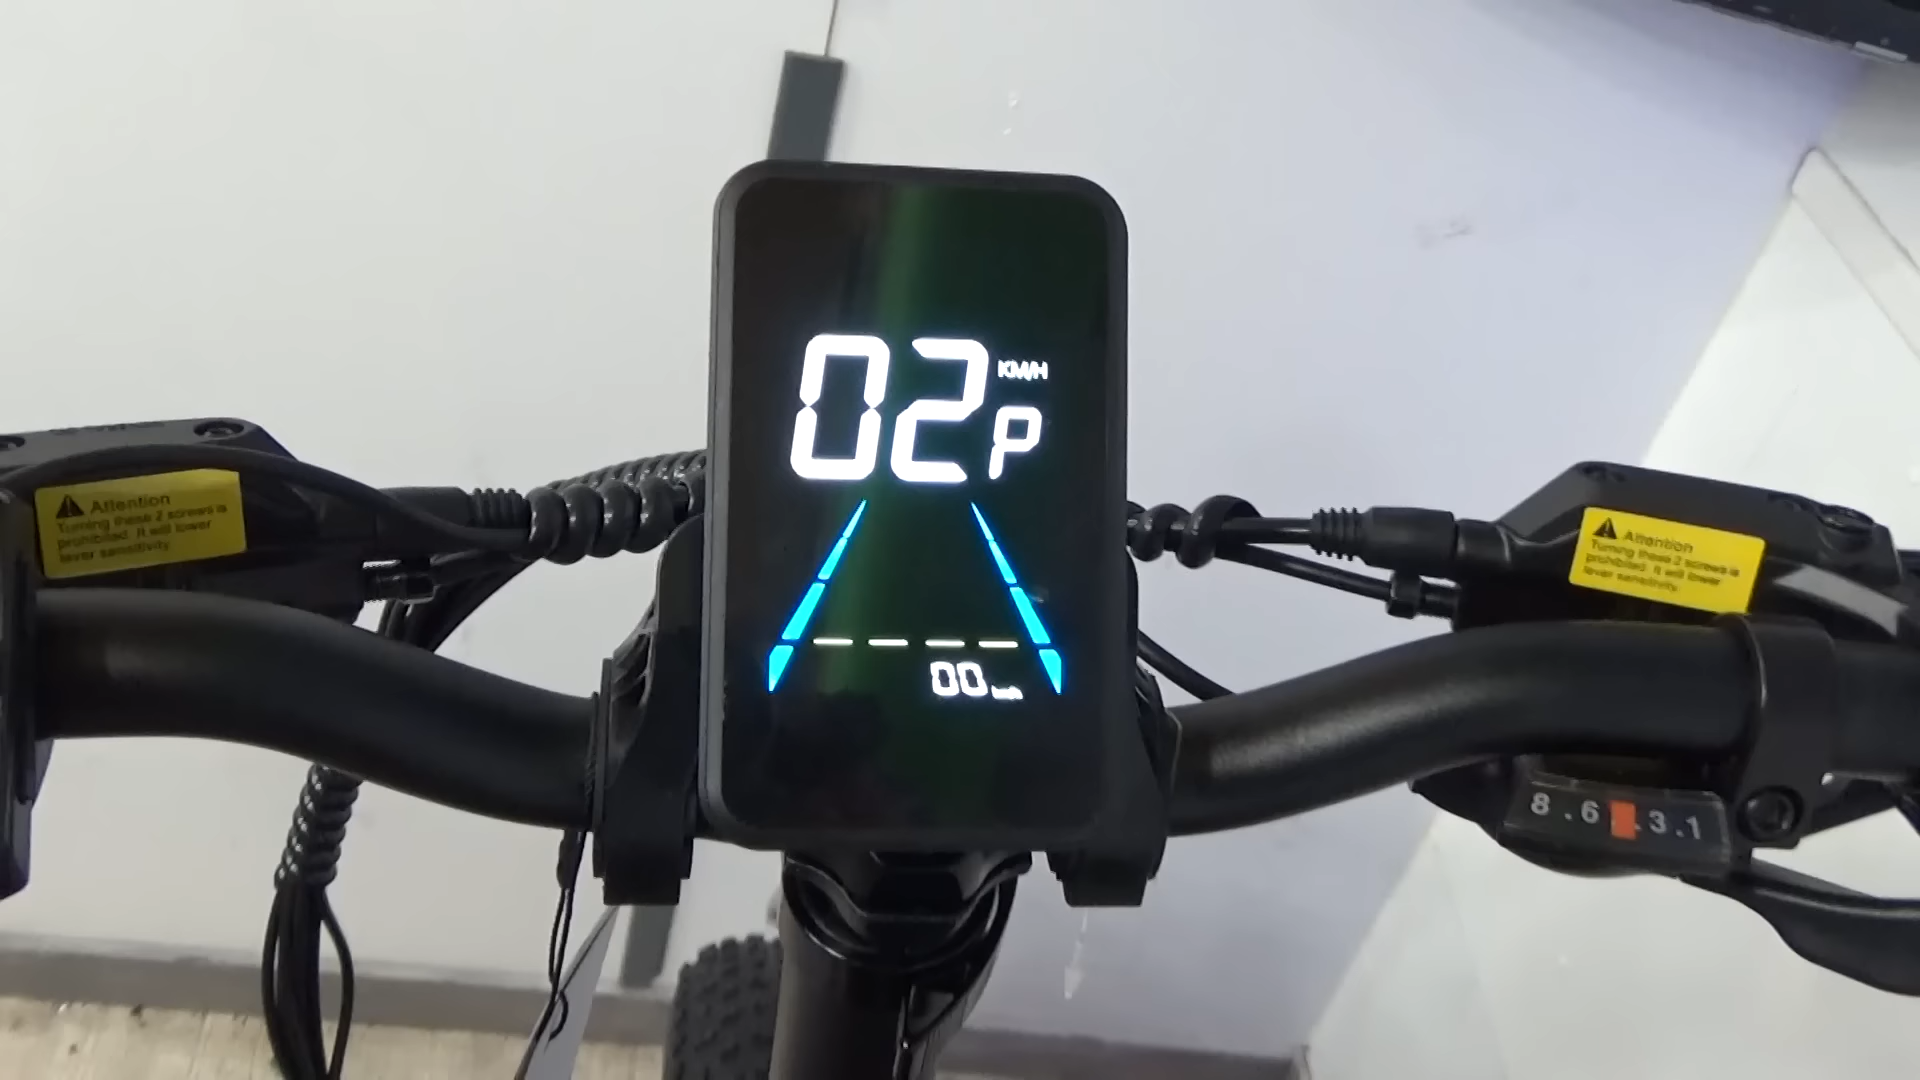 02 KM/H
P
00
Attention
Turning these 2 screws is
prohibited. It will lower
lever sensitivity.
Attention
Turning these 2 screws is
prohibited. It will lower
lever sensitivity.
8 . 6 . 3 . 1